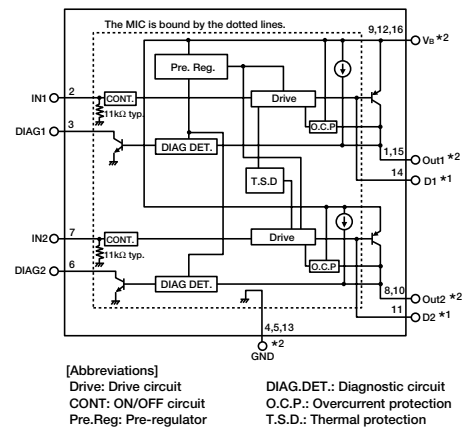 The MIC is bound by the dotted lines.
9,12,16
VB *2
Pre. Reg.
2
IN1
CONT.
Drive
11kΩ typ.
O.C.P
3
DIAG1
DIAG DET.
1,15
Out1 *2
14
D1 *1
T.S.D
7
IN2
CONT.
Drive
11kΩ typ.
O.C.P
6
DIAG2
DIAG DET.
8,10
Out2 *2
11
D2 *1
4,5,13
*2
GND
[Abbreviations]
Drive: Drive circuit DIAG.DET.: Diagnostic circuit
CONT: ON/OFF circuit O.C.P.: Overcurrent protection
Pre.Reg: Pre-regulator T.S.D.: Thermal protection